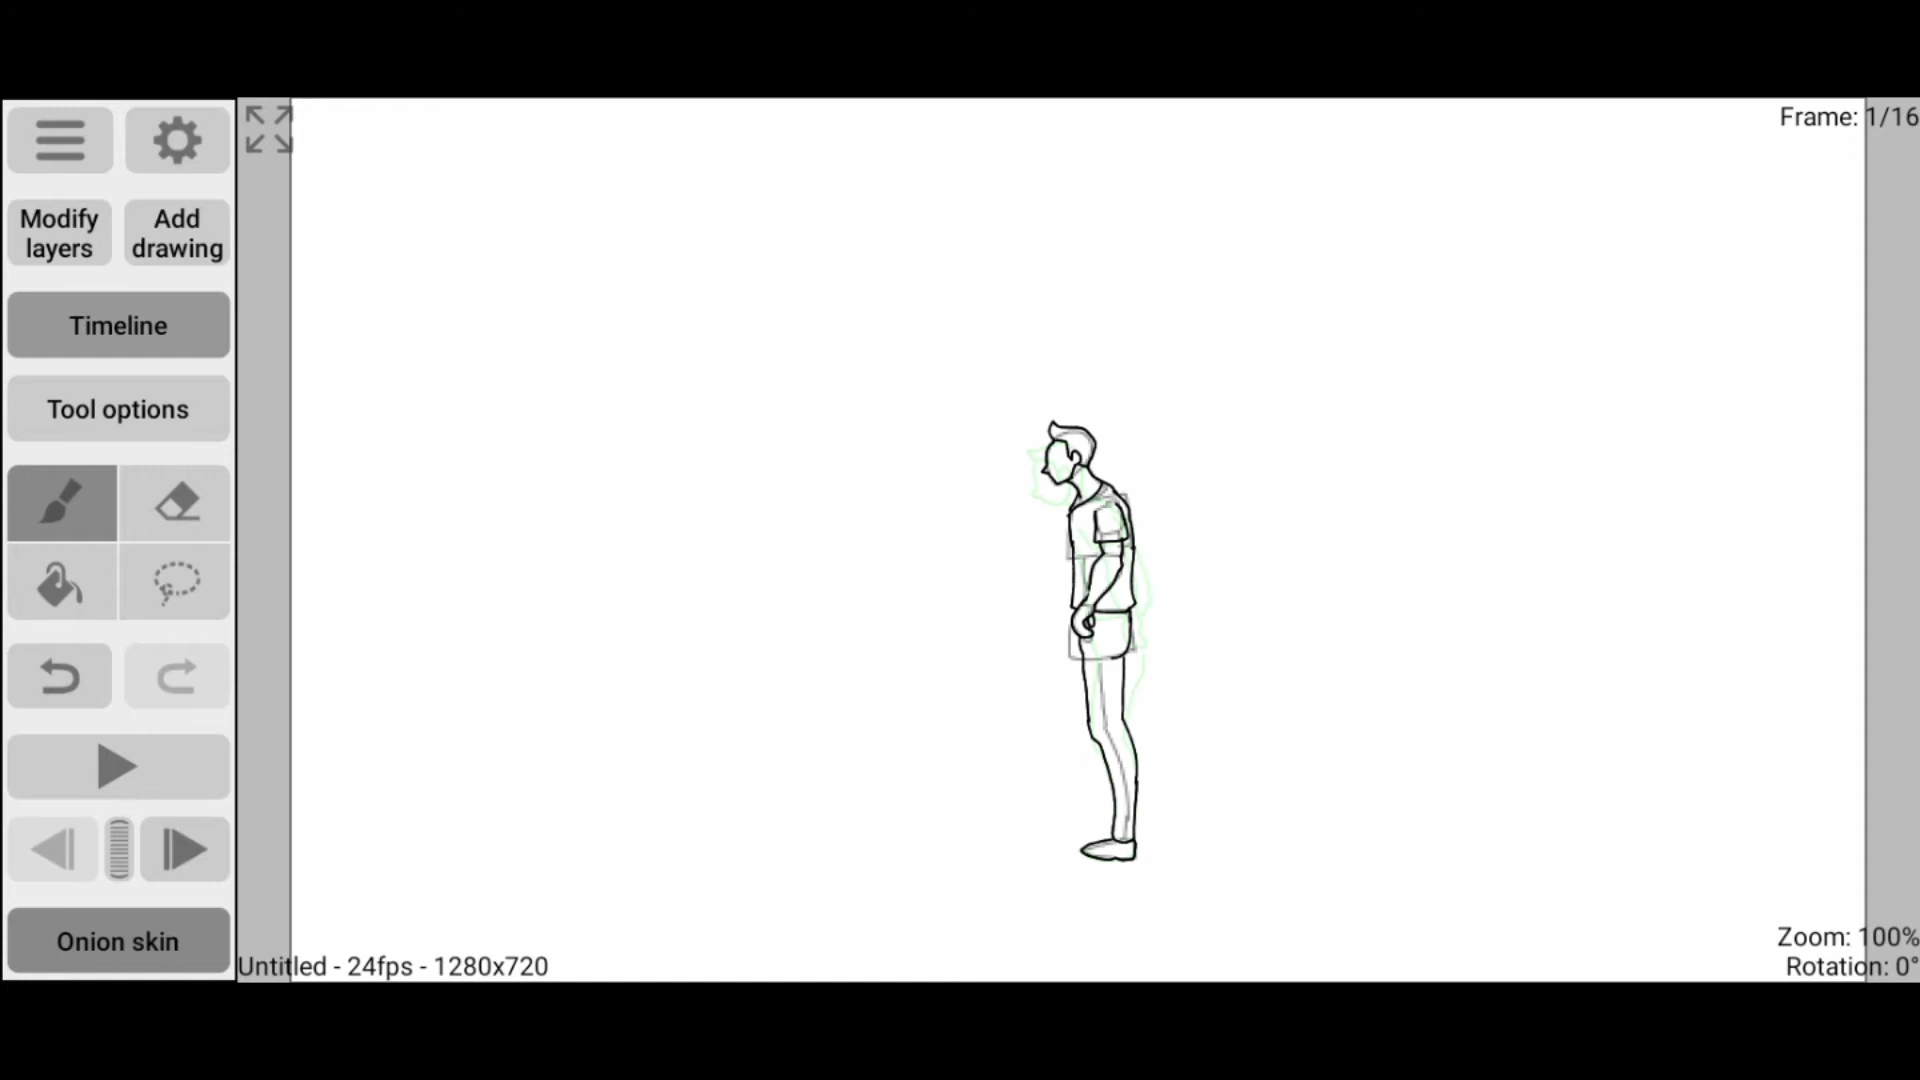 Frame: 1/16
Modify
layers
Add
drawing
Timeline
Tool options
Onion skin
Untitled - 24fps - 1280x720
Zoom: 100%
Rotation: 0°